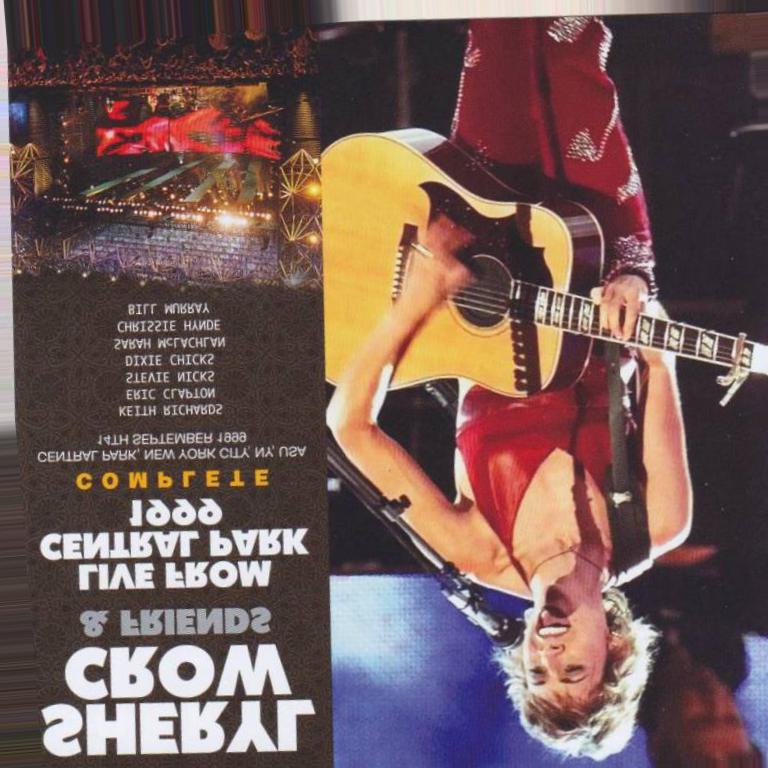 SHERYL
CROW
& FRIENDS
LIVE FROM
CENTRAL PARK
1999
COMPLETE
CENTRAL PARK, NEW YORK CITY, NY, USA
14TH SEPTEMBER 1999
KEITH RICHARDS
ERIC CLAPTON
STEVIE NICKS
DIXIE CHICKS
SARAH McLACHLAN
CHRISSIE HYNDE
BILL MURRAY